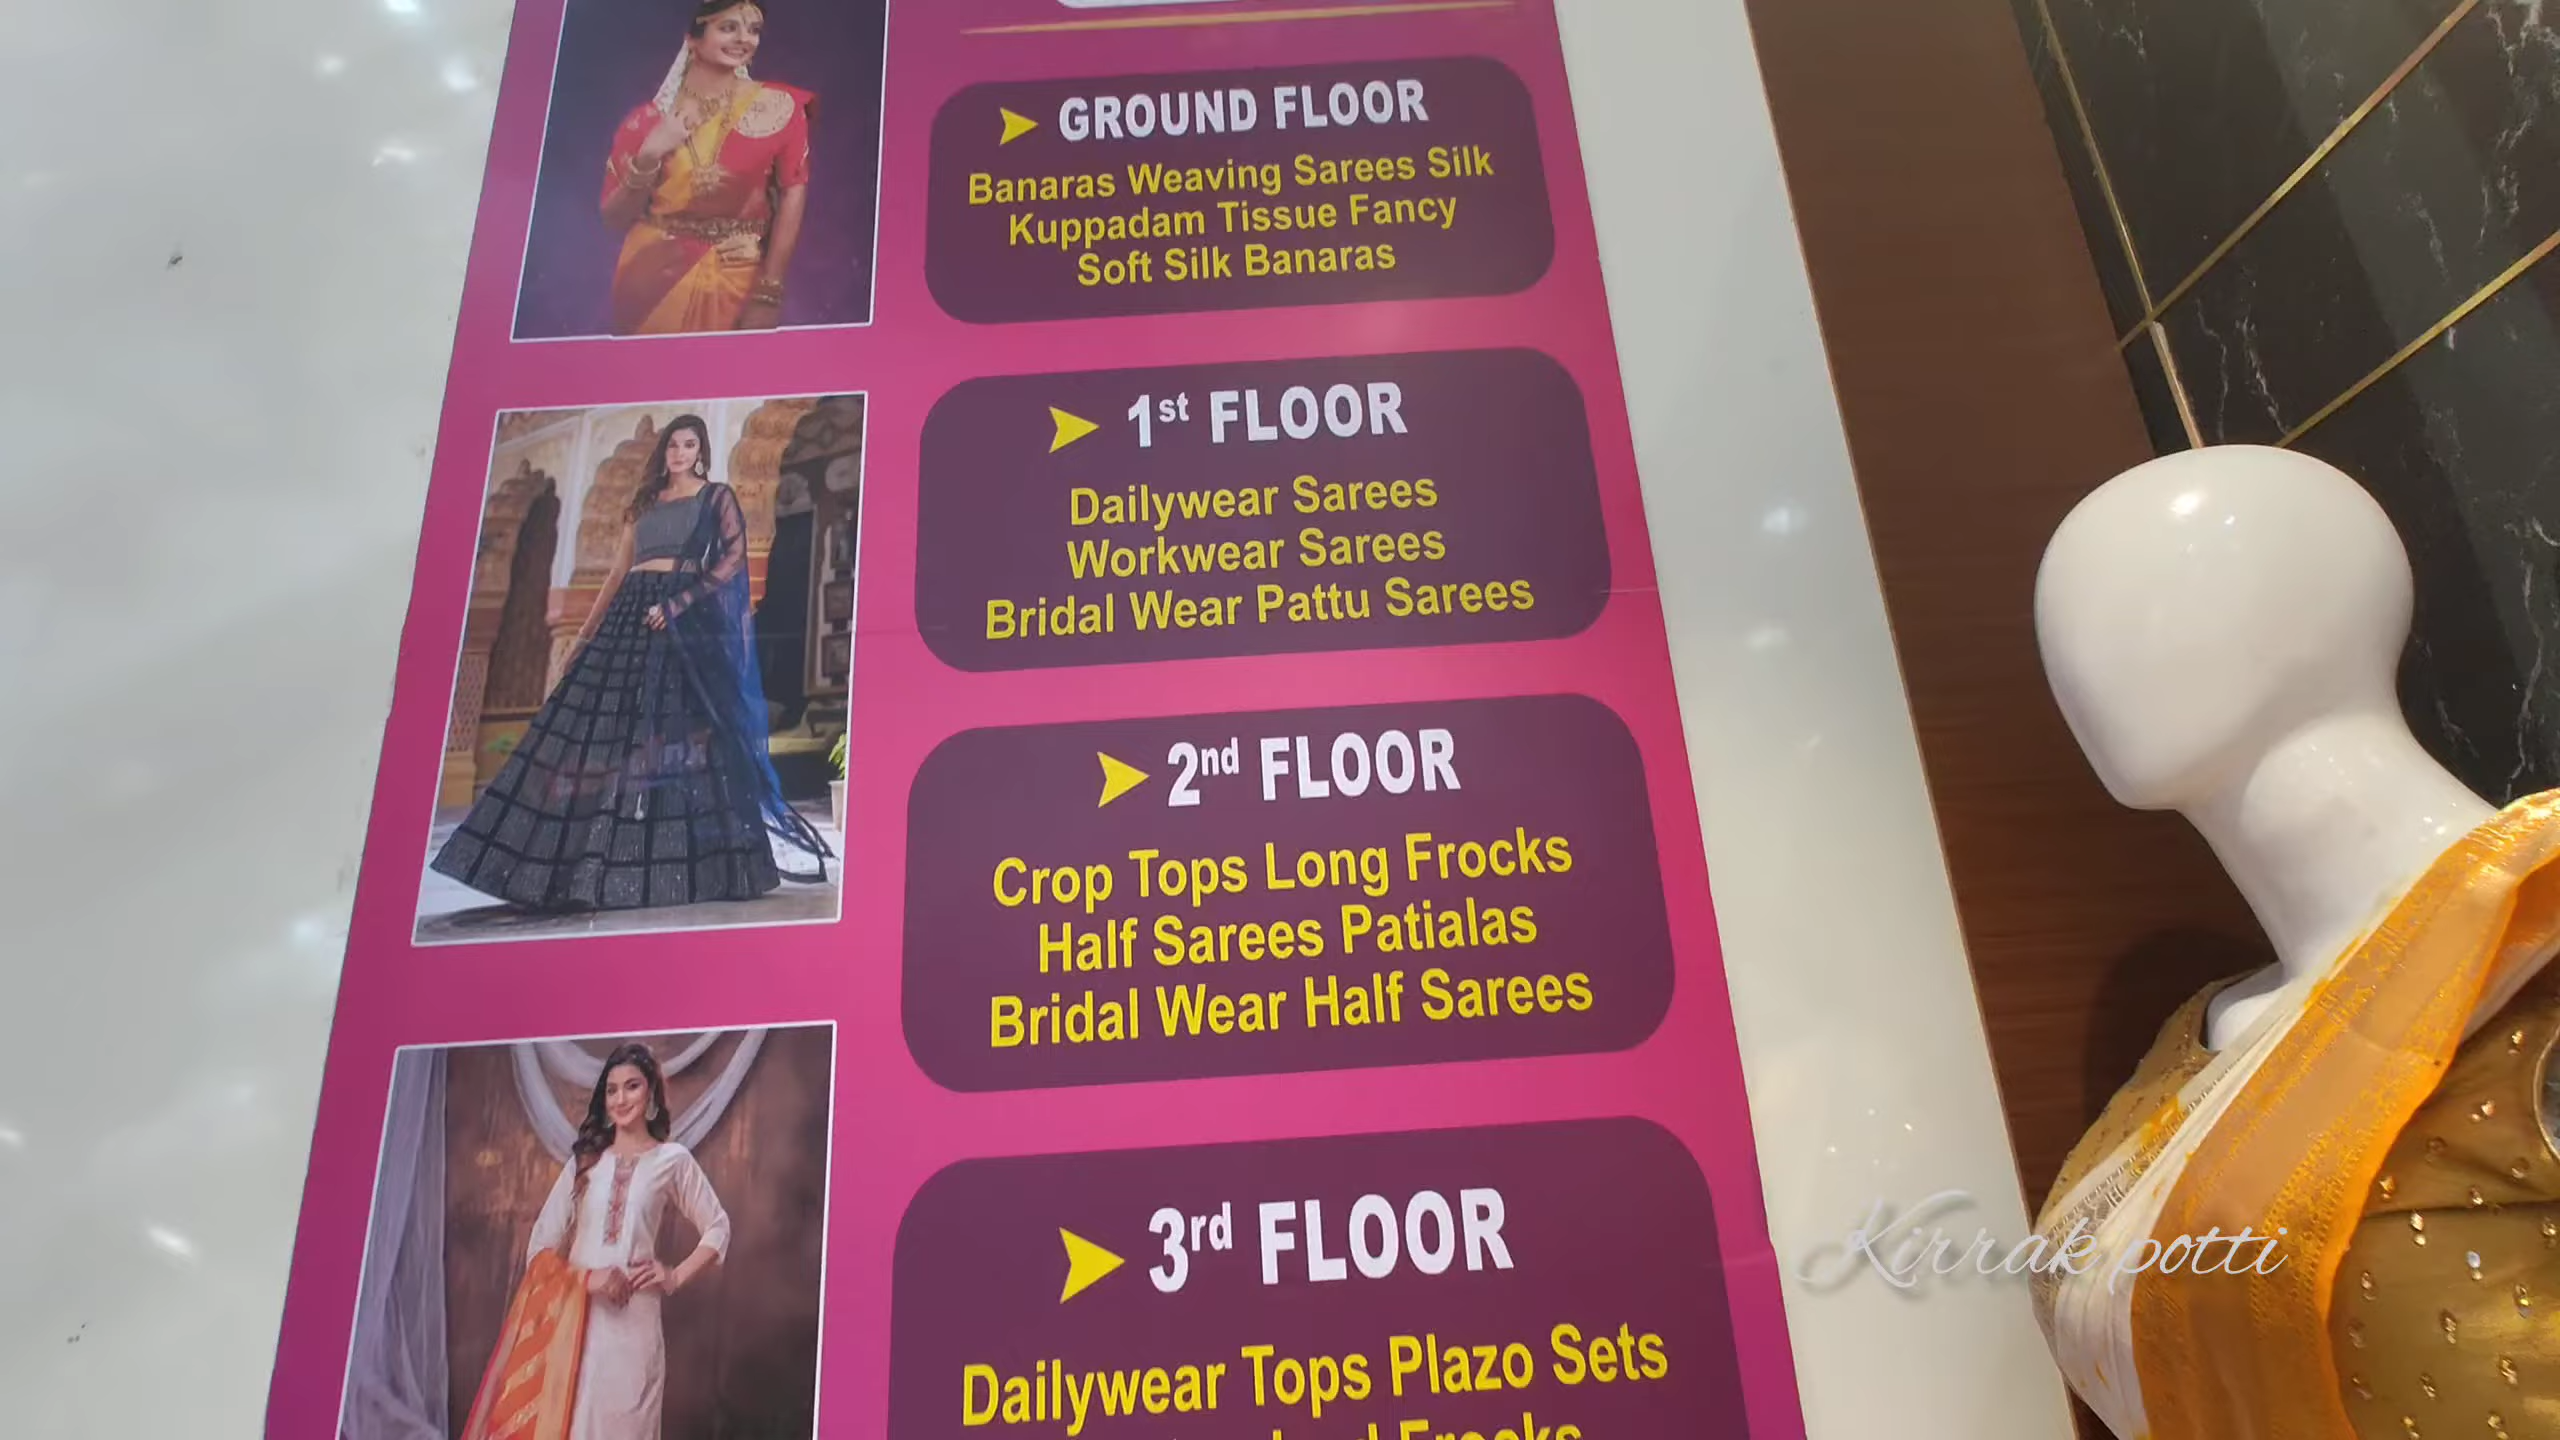 GROUND FLOOR
Banaras Weaving Sarees Silk
Kuppadam Tissue Fancy
Soft Silk Banaras
1st FLOOR
Dailywear Sarees
Workwear Sarees
Bridal Wear Pattu Sarees
2nd FLOOR
Crop Tops Long Frocks
Half Sarees Patialas
Bridal Wear Half Sarees
3rd FLOOR
Dailywear Tops Plazo Sets
Frocks
Kirrak potti